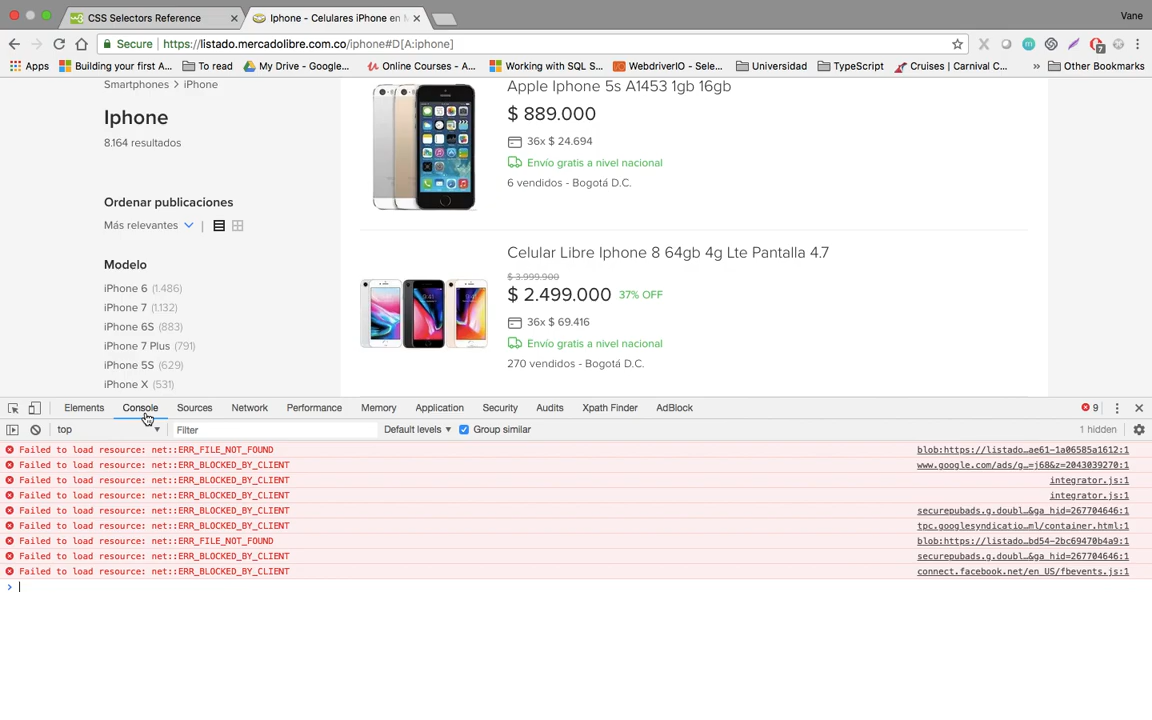 CSS Selectors Reference
Iphone - Celulares iPhone en M
Vane
Secure
https://listado.mercadolibre.com.co/iphone#D[A:iphone]
7
Apps
Building your first A...
To read
My Drive - Google...
Online Courses - A...
Working with SQL S...
WebdriverIO - Sele...
Universidad
TypeScript
Cruises | Carnival C...
»
Other Bookmarks
Smartphones > iPhone
Iphone
8.164 resultados
Ordenar publicaciones
Más relevantes
Modelo
iPhone 6 (1.486)
iPhone 7 (1.132)
iPhone 6S (883)
iPhone 7 Plus (791)
iPhone 5S (629)
iPhone X (531)
Apple Iphone 5s A1453 1gb 16gb
$ 889.000
36x $ 24.694
Envío gratis a nivel nacional
6 vendidos - Bogotá D.C.
Celular Libre Iphone 8 64gb 4g Lte Pantalla 4.7
$ 3.999.900
$ 2.499.000 37% OFF
36x $ 69.416
Envío gratis a nivel nacional
270 vendidos - Bogotá D.C.
Elements Console Sources Network Performance Memory Application Security Audits Xpath Finder AdBlock 9
top Filter Default levels Group similar 1 hidden
Failed to load resource: net::ERR_FILE_NOT_FOUND blob:https://listado…ae61-1a06585a1612:1
Failed to load resource: net::ERR_BLOCKED_BY_CLIENT www.google.com/ads/g…=j68&z=2043039270:1
Failed to load resource: net::ERR_BLOCKED_BY_CLIENT integrator.js:1
Failed to load resource: net::ERR_BLOCKED_BY_CLIENT integrator.js:1
Failed to load resource: net::ERR_BLOCKED_BY_CLIENT securepubads.g.doubl…&ga_hid=267704646:1
Failed to load resource: net::ERR_BLOCKED_BY_CLIENT tpc.googlesyndicatio…ml/container.html:1
Failed to load resource: net::ERR_FILE_NOT_FOUND blob:https://listado…bd54-2bc69470b4a9:1
Failed to load resource: net::ERR_BLOCKED_BY_CLIENT securepubads.g.doubl…&ga_hid=267704646:1
Failed to load resource: net::ERR_BLOCKED_BY_CLIENT connect.facebook.net/en_US/fbevents.js:1
>